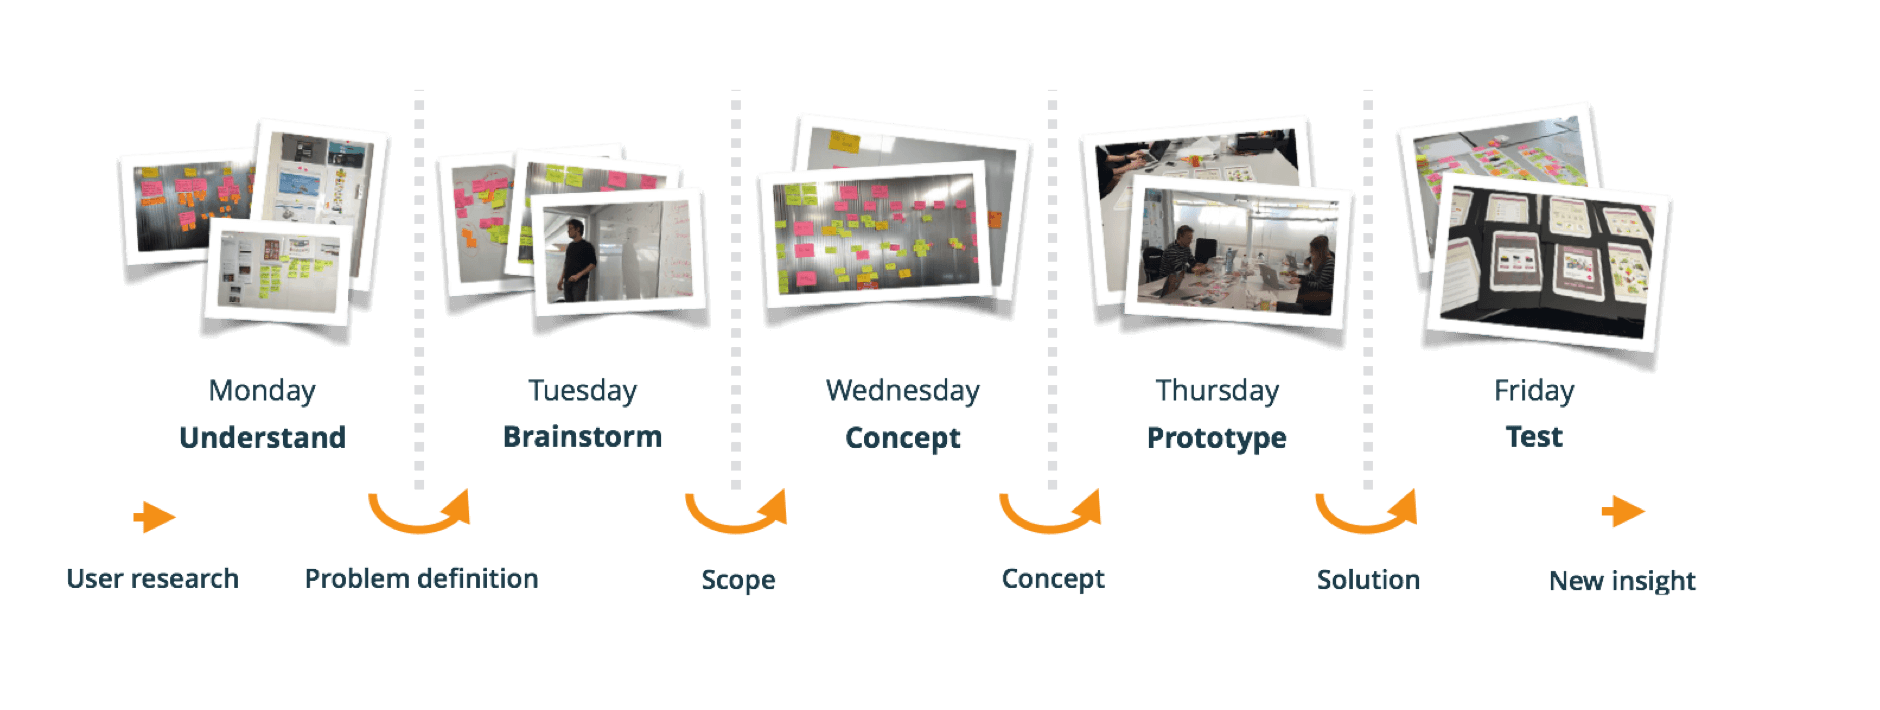 Monday
Understand
Tuesday
Brainstorm
Wednesday
Concept
Thursday
Prototype
Friday
Test
User research
Problem definition
Scope
Concept
Solution
New insight